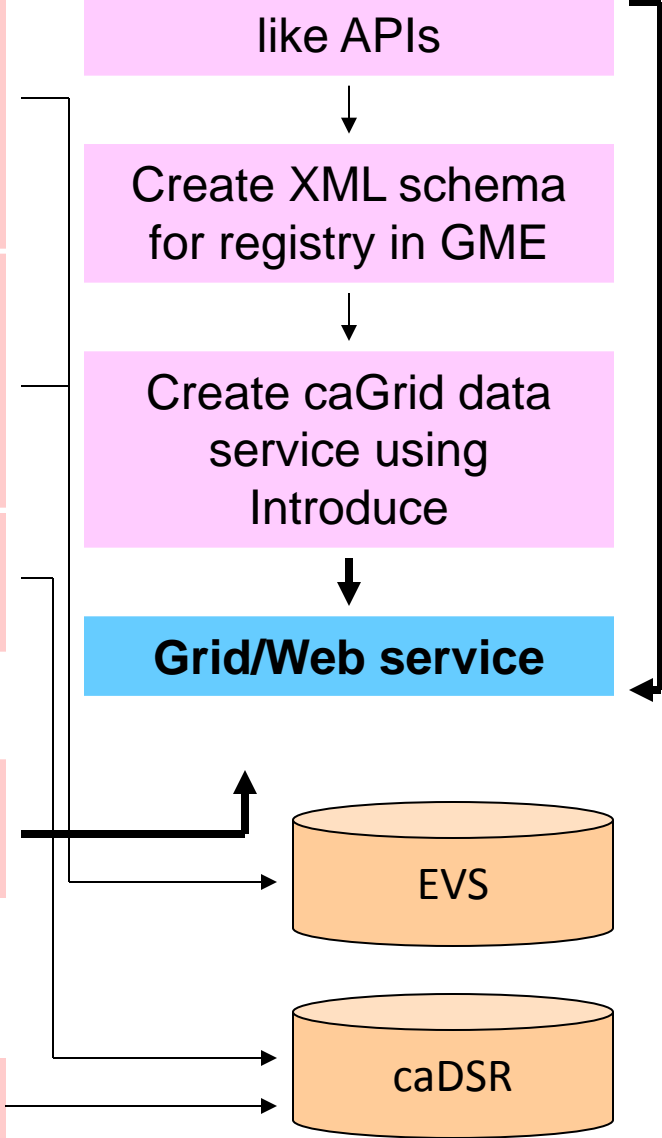 like APIs
Create XML schema
for registry in GME
Create caGrid data
service using
Introduce
Grid/Web service
EVS
caDSR